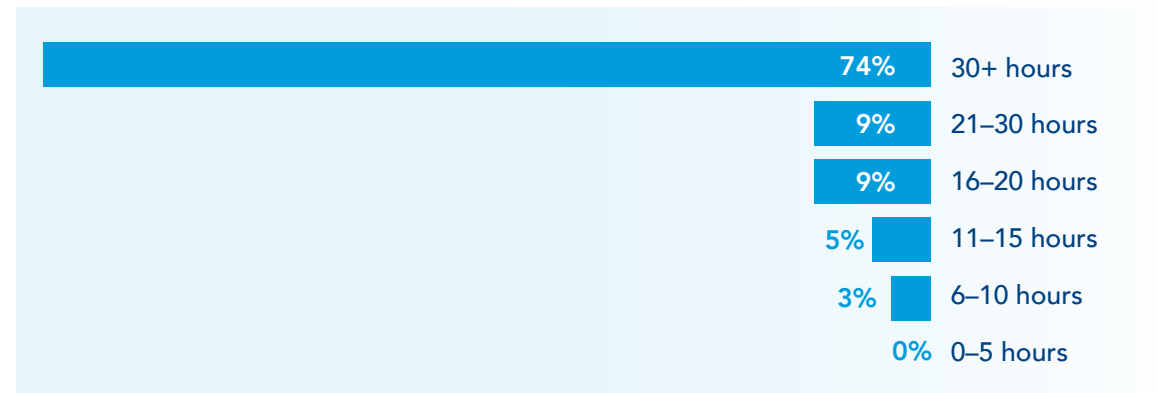 74% 30+ hours
9% 21–30 hours
9% 16–20 hours
5% 11–15 hours
3% 6–10 hours
0% 0–5 hours